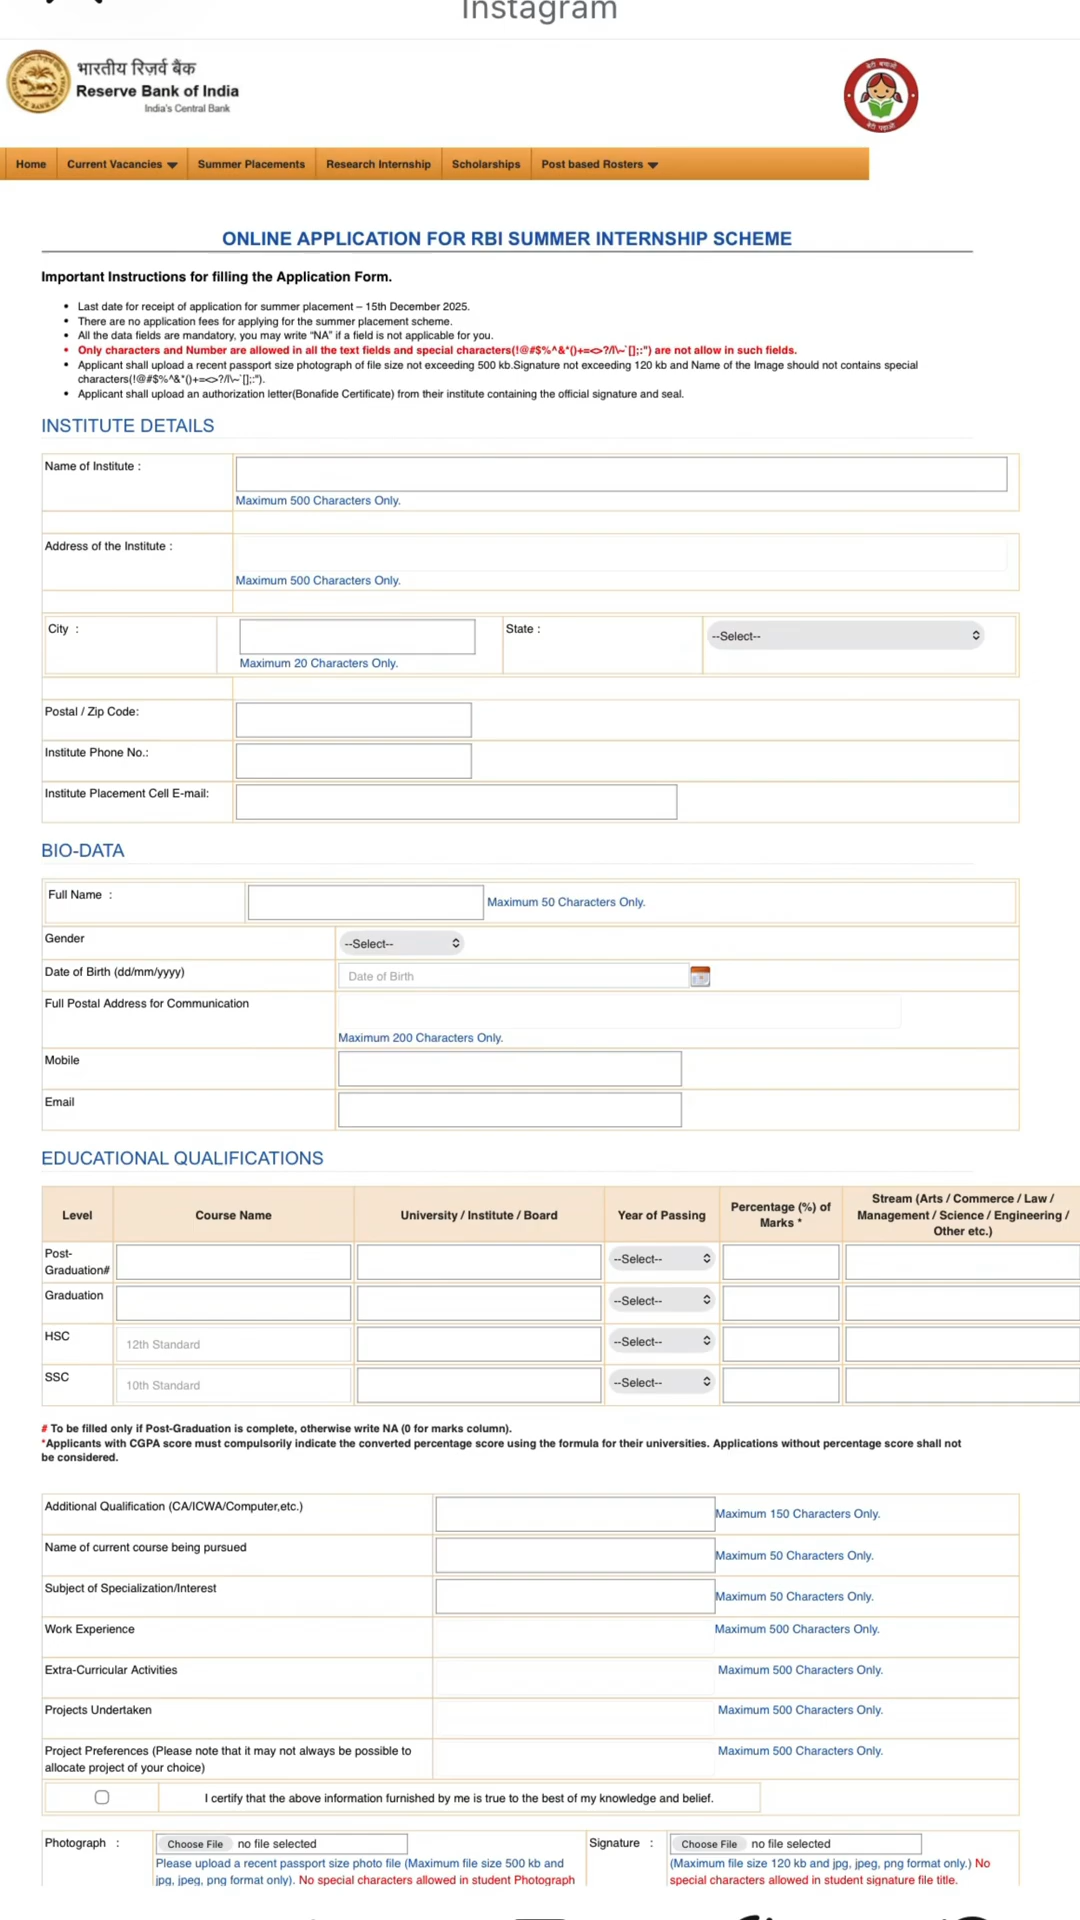 Instagram
भारतीय रिज़र्व बैंक
Reserve Bank of India
India's Central Bank
बेटी बचाओ
बेटी पढ़ाओ
Home Current Vacancies Summer Placements Research Internship Scholarships Post based Rosters
ONLINE APPLICATION FOR RBI SUMMER INTERNSHIP SCHEME
Important Instructions for filling the Application Form.
• Last date for receipt of application for summer placement – 15th December 2025.
• There are no application fees for applying for the summer placement scheme.
• All the data fields are mandatory, you may write "NA" if a field is not applicable for you.
• Only characters and Number are allowed in all the text fields and special characters(!@#$%^&*()+=<>?/|\~`[];:") are not allow in such fields.
• Applicant shall upload a recent passport size photograph of file size not exceeding 500 kb.Signature not exceeding 120 kb and Name of the Image should not contains special
characters(!@#$%^&*()+=<>?/|\~`[];:").
• Applicant shall upload an authorization letter(Bonafide Certificate) from their institute containing the official signature and seal.
INSTITUTE DETAILS
Name of Institute :
Maximum 500 Characters Only.
Address of the Institute :
Maximum 500 Characters Only.
City : State : --Select--
Maximum 20 Characters Only.
Postal / Zip Code:
Institute Phone No.:
Institute Placement Cell E-mail:
BIO-DATA
Full Name : Maximum 50 Characters Only.
Gender --Select--
Date of Birth (dd/mm/yyyy) Date of Birth
Full Postal Address for Communication
Maximum 200 Characters Only.
Mobile
Email
EDUCATIONAL QUALIFICATIONS
Level Course Name University / Institute / Board Year of Passing Percentage (%) of Marks * Stream (Arts / Commerce / Law / Management / Science / Engineering / Other etc.)
Post-
Graduation# --Select--
Graduation --Select--
HSC 12th Standard --Select--
SSC 10th Standard --Select--
# To be filled only if Post-Graduation is complete, otherwise write NA (0 for marks column).
*Applicants with CGPA score must compulsorily indicate the converted percentage score using the formula for their universities. Applications without percentage score shall not
be considered.
Additional Qualification (CA/ICWA/Computer,etc.) Maximum 150 Characters Only.
Name of current course being pursued Maximum 50 Characters Only.
Subject of Specialization/Interest Maximum 50 Characters Only.
Work Experience Maximum 500 Characters Only.
Extra-Curricular Activities Maximum 500 Characters Only.
Projects Undertaken Maximum 500 Characters Only.
Project Preferences (Please note that it may not always be possible to Maximum 500 Characters Only.
allocate project of your choice)
I certify that the above information furnished by me is true to the best of my knowledge and belief.
Photograph : Choose File no file selected Signature : Choose File no file selected
Please upload a recent passport size photo file (Maximum file size 500 kb and (Maximum file size 120 kb and jpg, jpeg, png format only.) No
jpg, jpeg, png format only). No special characters allowed in student Photograph special characters allowed in student signature file title.